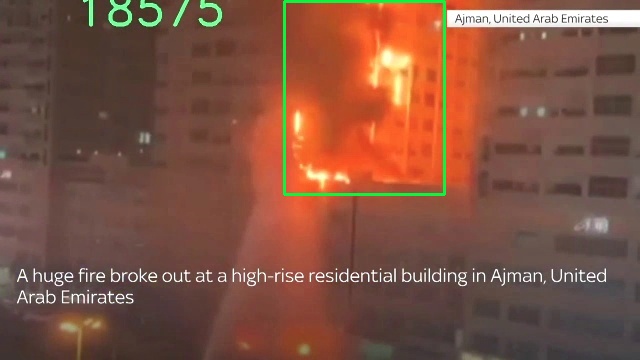 18575
Ajman, United Arab Emirates
A huge fire broke out at a high-rise residential building in Ajman, United
Arab Emirates